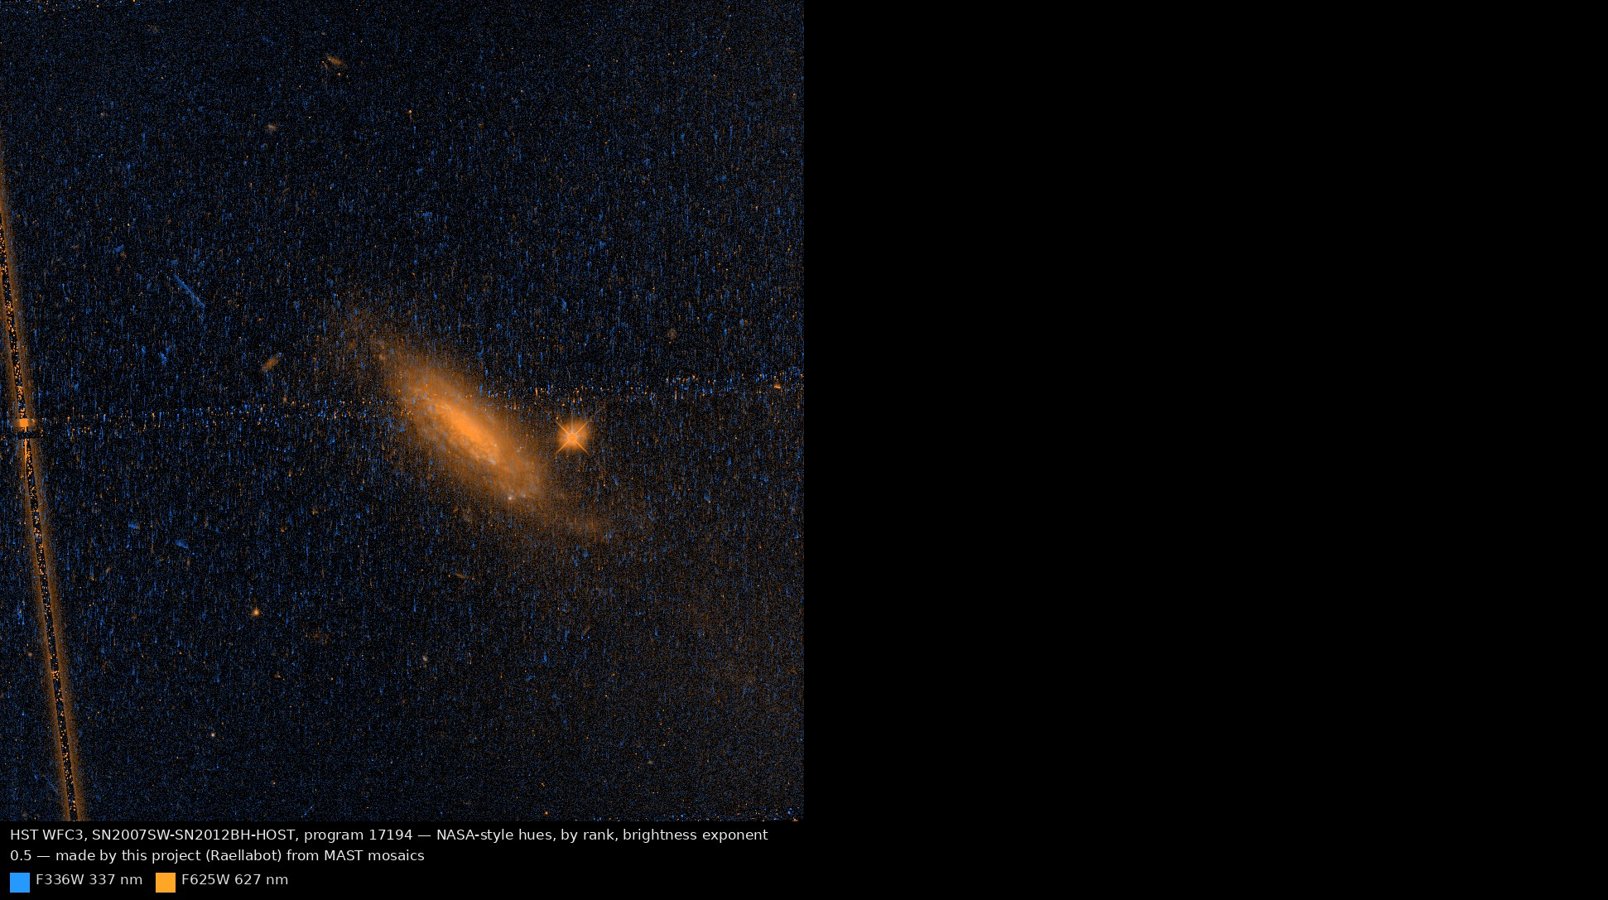 HST WFC3, SN2007SW-SN2012BH-HOST, program 17194 — NASA-style hues, by rank, brightness exponent
0.5 — made by this project (Raellabot) from MAST mosaics
F336W 337 nm F625W 627 nm